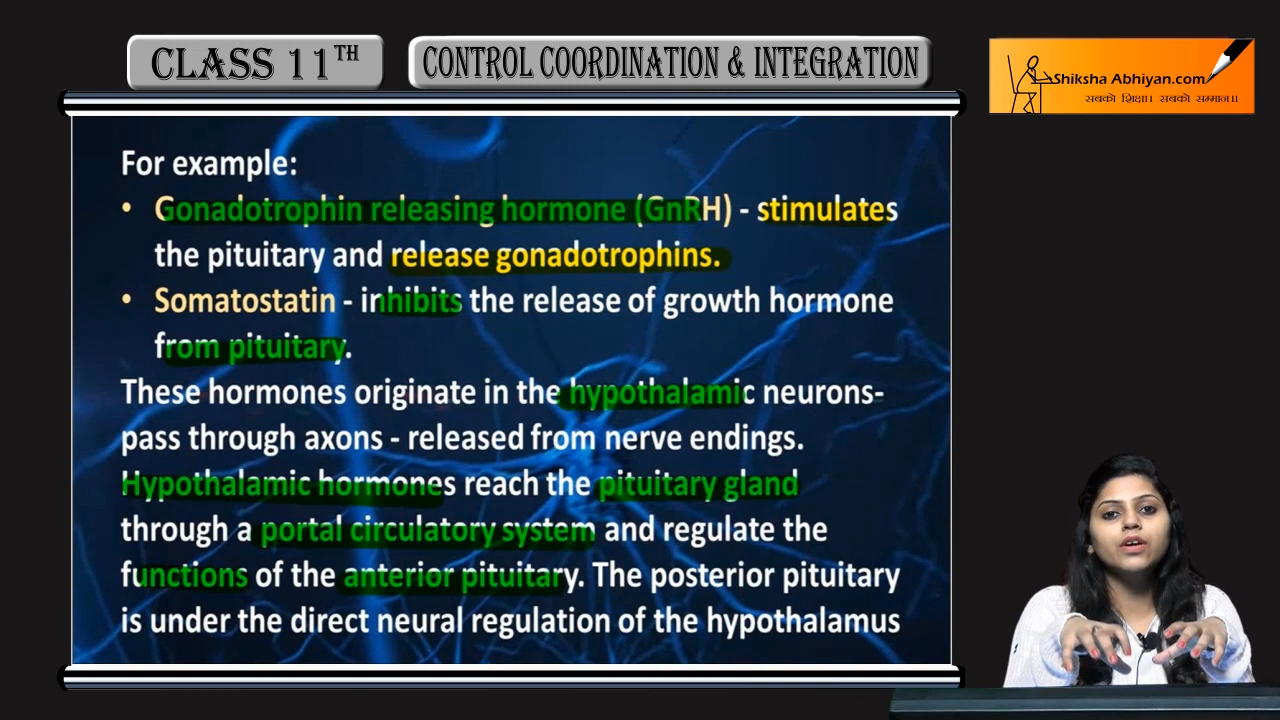 CLASS 11TH
CONTROL COORDINATION & INTEGRATION
Shiksha Abhiyan.com
सबको शिक्षा। सबको सम्मान॥
For example:
• Gonadotrophin releasing hormone (GnRH) - stimulates
the pituitary and release gonadotrophins.
• Somatostatin - inhibits the release of growth hormone
from pituitary.
These hormones originate in the hypothalamic neurons-
pass through axons - released from nerve endings.
Hypothalamic hormones reach the pituitary gland
through a portal circulatory system and regulate the
functions of the anterior pituitary. The posterior pituitary
is under the direct neural regulation of the hypothalamus